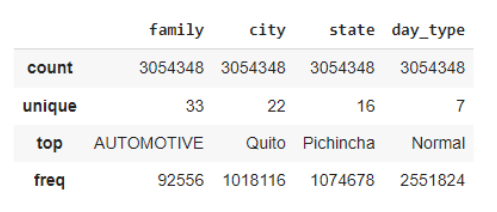 family city state day_type
count 3054348 3054348 3054348 3054348
unique 33 22 16 7
top AUTOMOTIVE Quito Pichincha Normal
freq 92556 1018116 1074678 2551824